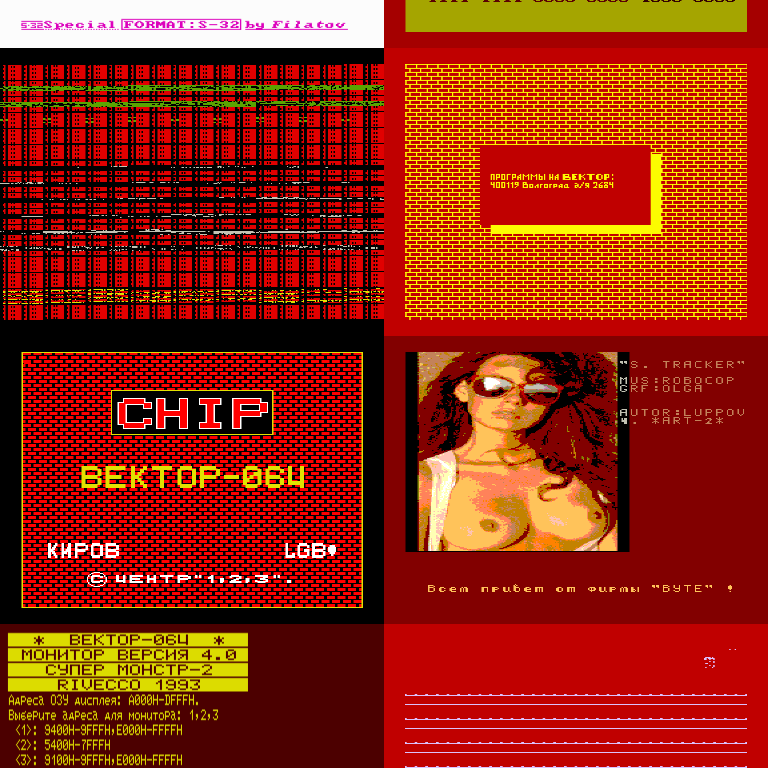 S-32 Special FORMAT:S-32 by Filatov
ПРОГРАММЫ НА ВЕКТОР:
400119 Волгоград а/я 2684
CHIP
ВЕКТОР-06Ц
КИРОВ LGB
© ЦЕНТР"1,2,3".
"S. TRACKER"
MUS:ROBOCOP
GRF:OLGA
AUTOR:LUPPOV
Ч. *ART-2*
Всем привет от фирмы "BYTE" !
* ВЕКТОР-06Ц *
МОНИТОР ВЕРСИЯ 4.0
СУПЕР МОНСТР-2
RIVECCO 1993
Адреса ОЗУ дисплея: A000H-DFFFH.
Выберите адреса для монитора: 1,2,3
<1>: 9400H-9FFFH,E000H-FFFFH
<2>: 5400H-7FFFH
<3>: 9100H-9FFFH,E000H-FFFFH